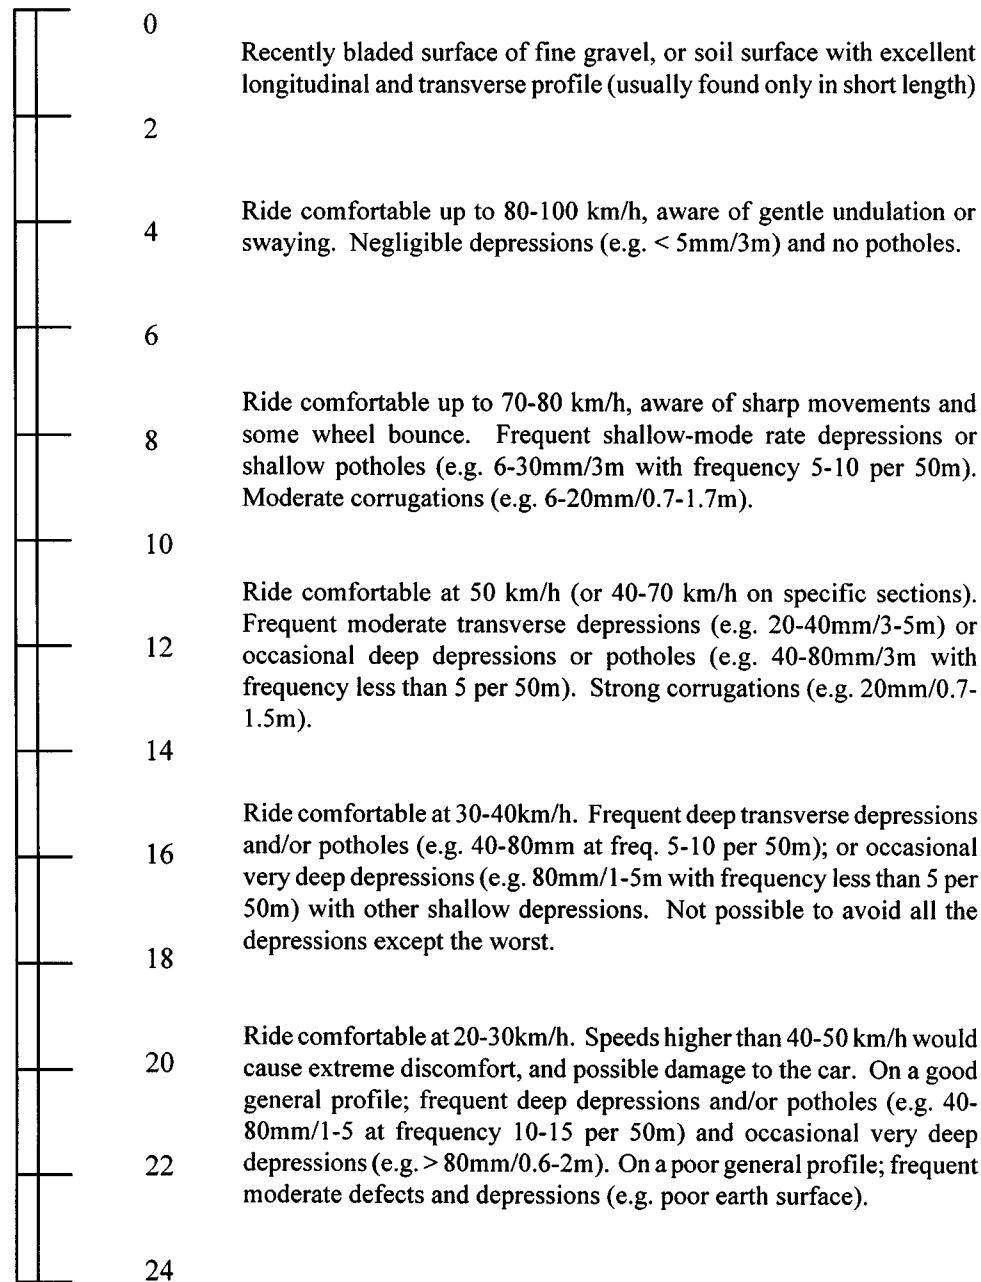 0
Recently bladed surface of fine gravel, or soil surface with excellent
longitudinal and transverse profile (usually found only in short length)
2
Ride comfortable up to 80-100 km/h, aware of gentle undulation or
4
swaying. Negligible depressions (e.g. < 5mm/3m) and no potholes.
6
Ride comfortable up to 70-80 km/h, aware of sharp movements and
8
some wheel bounce. Frequent shallow-mode rate depressions or
shallow potholes (e.g. 6-30mm/3m with frequency 5-10 per 50m).
Moderate corrugations (e.g. 6-20mm/0.7-1.7m).
10
Ride comfortable at 50 km/h (or 40-70 km/h on specific sections).
Frequent moderate transverse depressions (e.g. 20-40mm/3-5m) or
12
occasional deep depressions or potholes (e.g. 40-80mm/3m with
frequency less than 5 per 50m). Strong corrugations (e.g. 20mm/0.7-
1.5m).
14
Ride comfortable at 30-40km/h. Frequent deep transverse depressions
16
and/or potholes (e.g. 40-80mm at freq. 5-10 per 50m); or occasional
very deep depressions (e.g. 80mm/1-5m with frequency less than 5 per
50m) with other shallow depressions. Not possible to avoid all the
depressions except the worst.
18
Ride comfortable at 20-30km/h. Speeds higher than 40-50 km/h would
20
cause extreme discomfort, and possible damage to the car. On a good
general profile; frequent deep depressions and/or potholes (e.g. 40-
80mm/1-5 at frequency 10-15 per 50m) and occasional very deep
22
depressions (e.g. > 80mm/0.6-2m). On a poor general profile; frequent
moderate defects and depressions (e.g. poor earth surface).
24